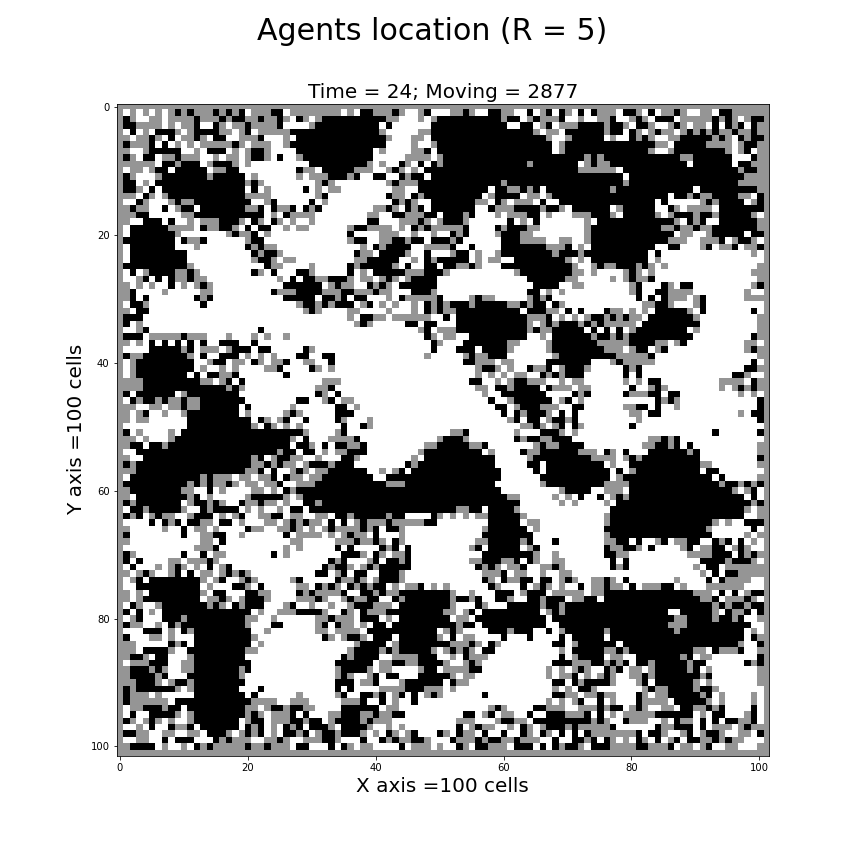 Agents location (R = 5)
Time = 24; Moving = 2877
0
20
40
60
80
100
Y axis =100 cells
0 20 40 60 80 100
X axis =100 cells